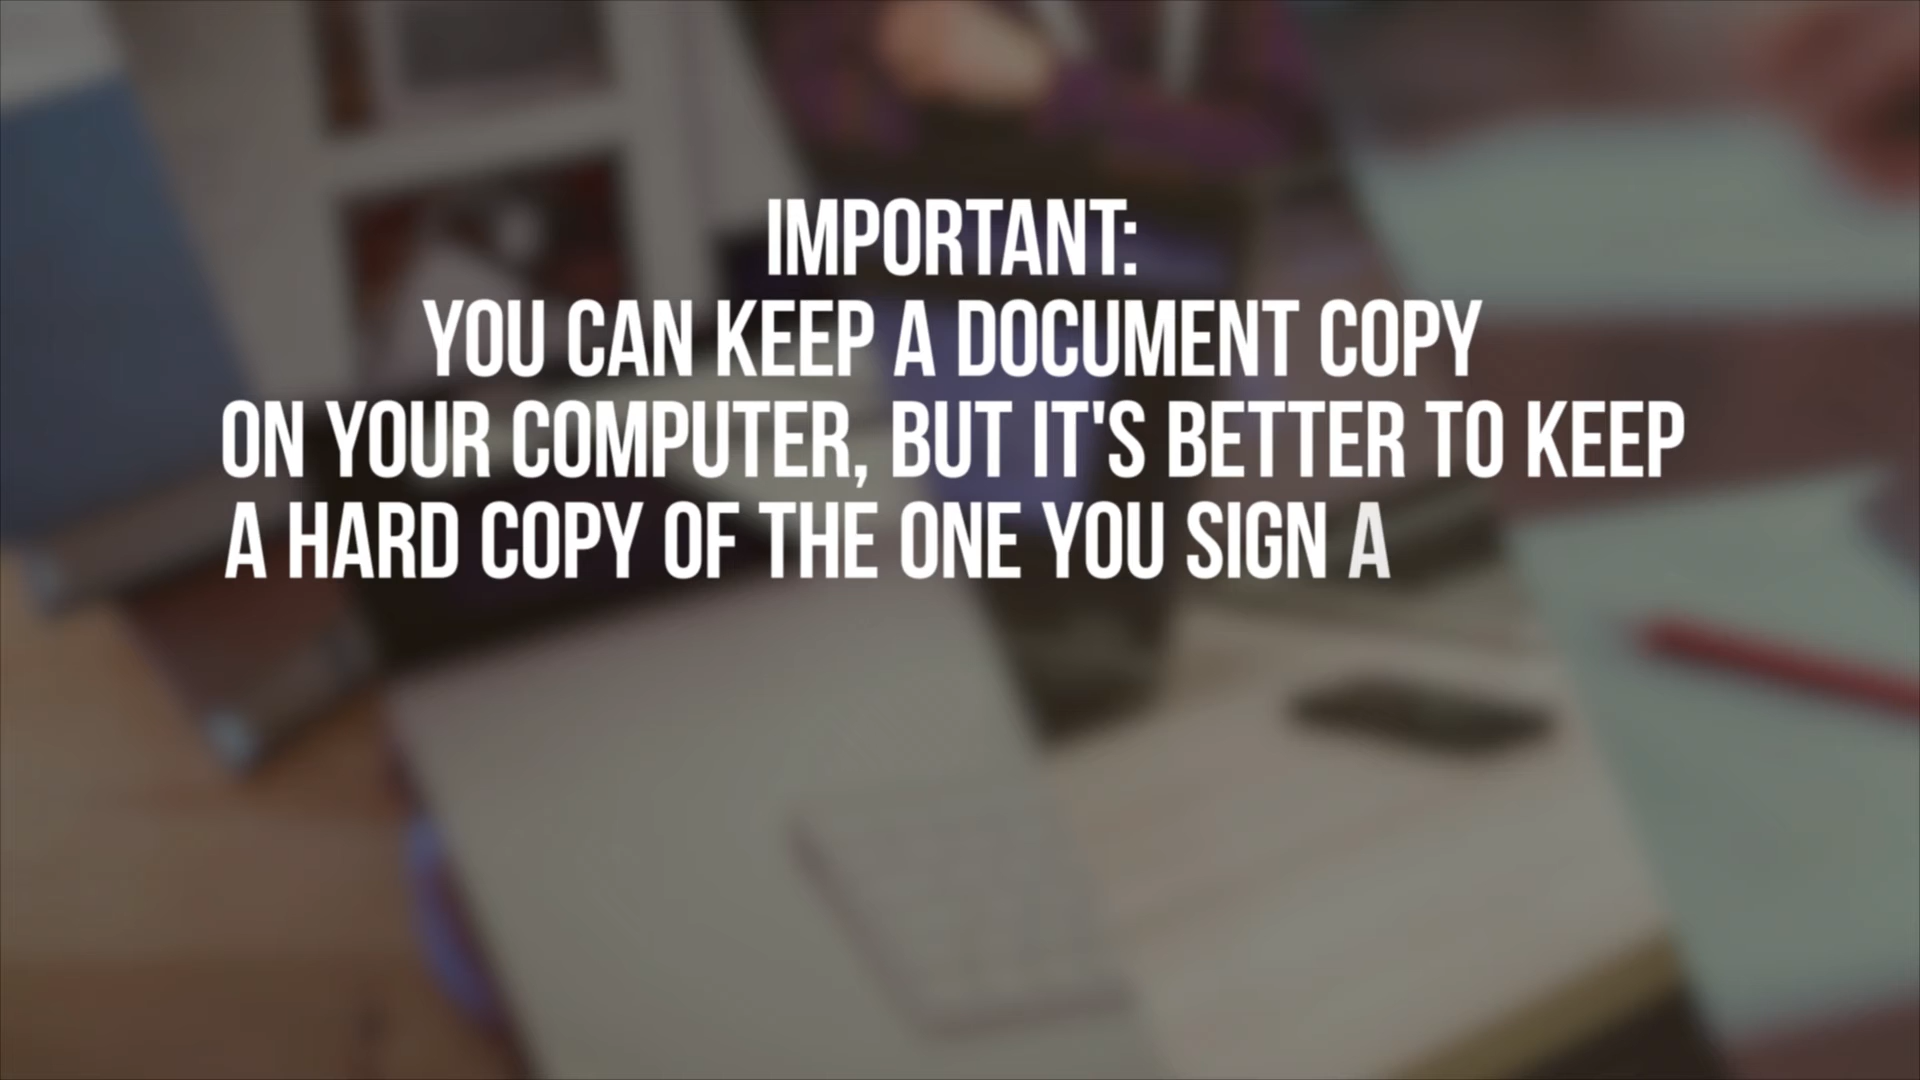 IMPORTANT:
YOU CAN KEEP A DOCUMENT COPY
ON YOUR COMPUTER, BUT IT'S BETTER TO KEEP
A HARD COPY OF THE ONE YOU SIGN A